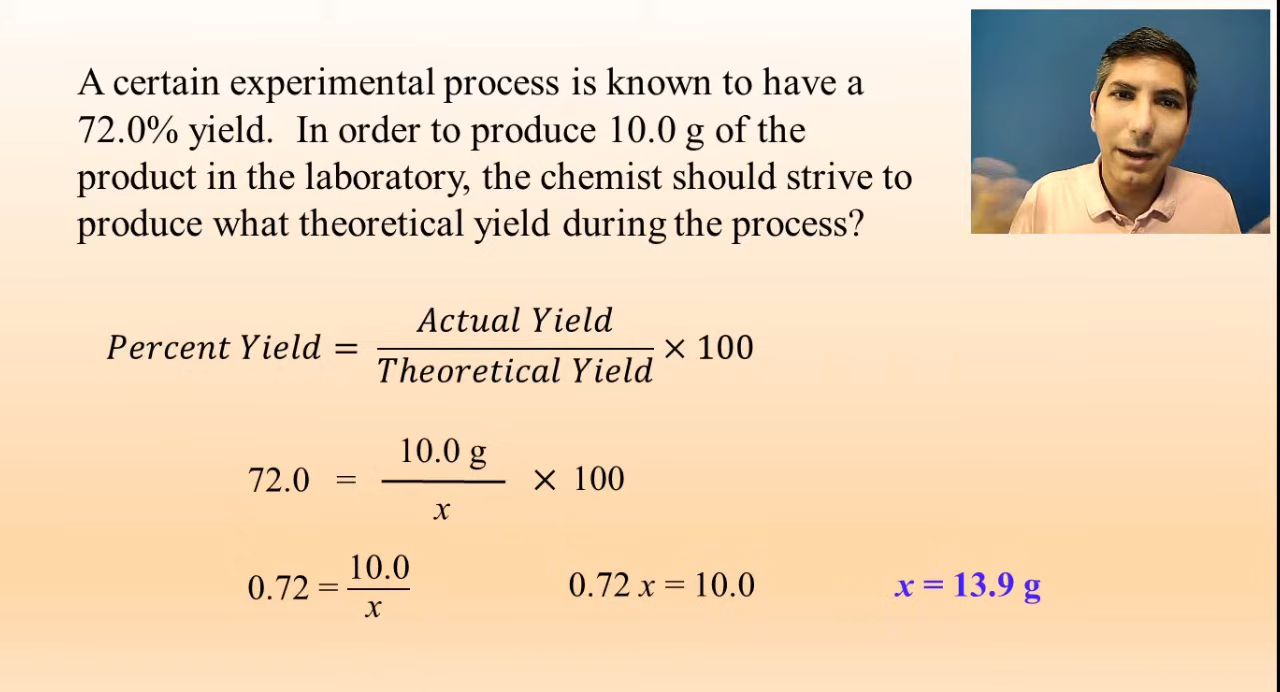 A certain experimental process is known to have a
72.0% yield. In order to produce 10.0 g of the
product in the laboratory, the chemist should strive to
produce what theoretical yield during the process?
Percent Yield = Actual Yield / Theoretical Yield × 100
72.0 = 10.0 g / x × 100
0.72 = 10.0 / x 0.72 x = 10.0 x = 13.9 g